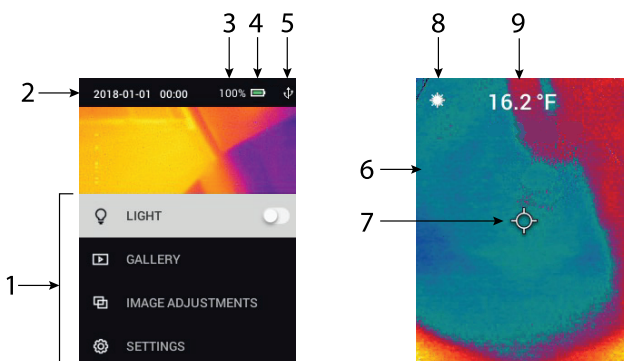 3 4 5
8 9
2
2018-01-01 00:00 100%
16.2 °F
6
LIGHT
7
GALLERY
1
IMAGE ADJUSTMENTS
SETTINGS